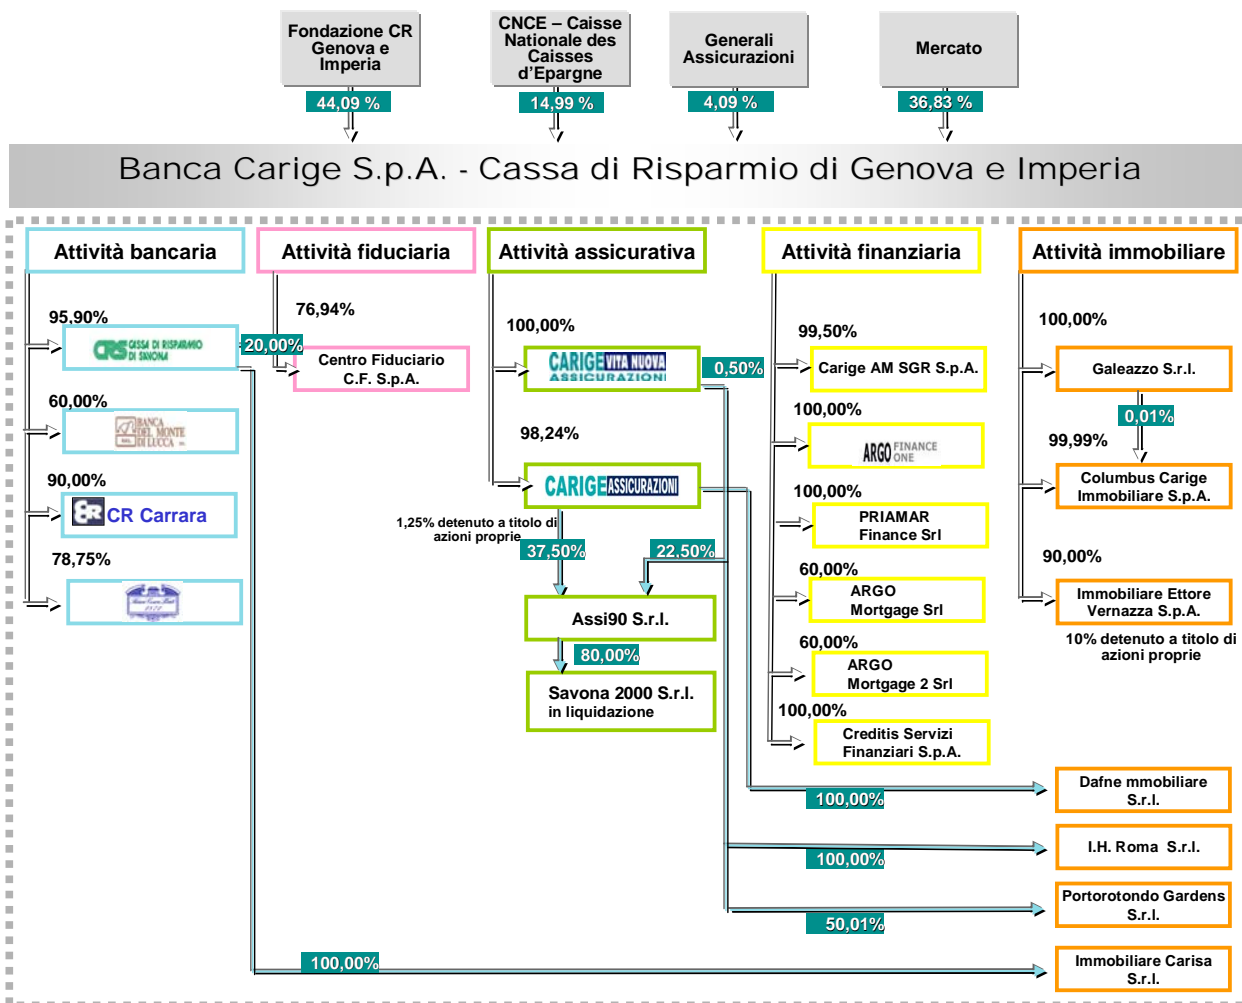 Fondazione CR
Genova e
Imperia
CNCE – Caisse
Nationale des
Caisses
d'Epargne
Generali
Assicurazioni
Mercato
44,09 %
14,99 %
4,09 %
36,83 %
Banca Carige S.p.A. - Cassa di Risparmio di Genova e Imperia
Attività bancaria
Attività fiduciaria
Attività assicurativa
Attività finanziaria
Attività immobiliare
95,90%
CRS CASSA DI RISPARMIO
DI SAVONA
20,00%
60,00%
BANCA
DEL MONTE
DI LUCCA
90,00%
CR Carrara
78,75%
1871
76,94%
Centro Fiduciario
C.F. S.p.A.
100,00%
CARIGE VITA NUOVA
ASSICURAZIONI
0,50%
98,24%
CARIGE ASSICURAZIONI
1,25% detenuto a titolo di
azioni proprie
37,50%
22,50%
Assi90 S.r.l.
80,00%
Savona 2000 S.r.l.
in liquidazione
99,50%
Carige AM SGR S.p.A.
100,00%
ARGO FINANCE
ONE
100,00%
PRIAMAR
Finance Srl
60,00%
ARGO
Mortgage Srl
60,00%
ARGO
Mortgage 2 Srl
100,00%
Creditis Servizi
Finanziari S.p.A.
100,00%
Galeazzo S.r.l.
0,01%
99,99%
Columbus Carige
Immobiliare S.p.A.
90,00%
Immobiliare Ettore
Vernazza S.p.A.
10% detenuto a titolo di
azioni proprie
100,00%
Dafne mmobiliare
S.r.l.
100,00%
I.H. Roma S.r.l.
50,01%
Portorotondo Gardens
S.r.l.
100,00%
Immobiliare Carisa
S.r.l.